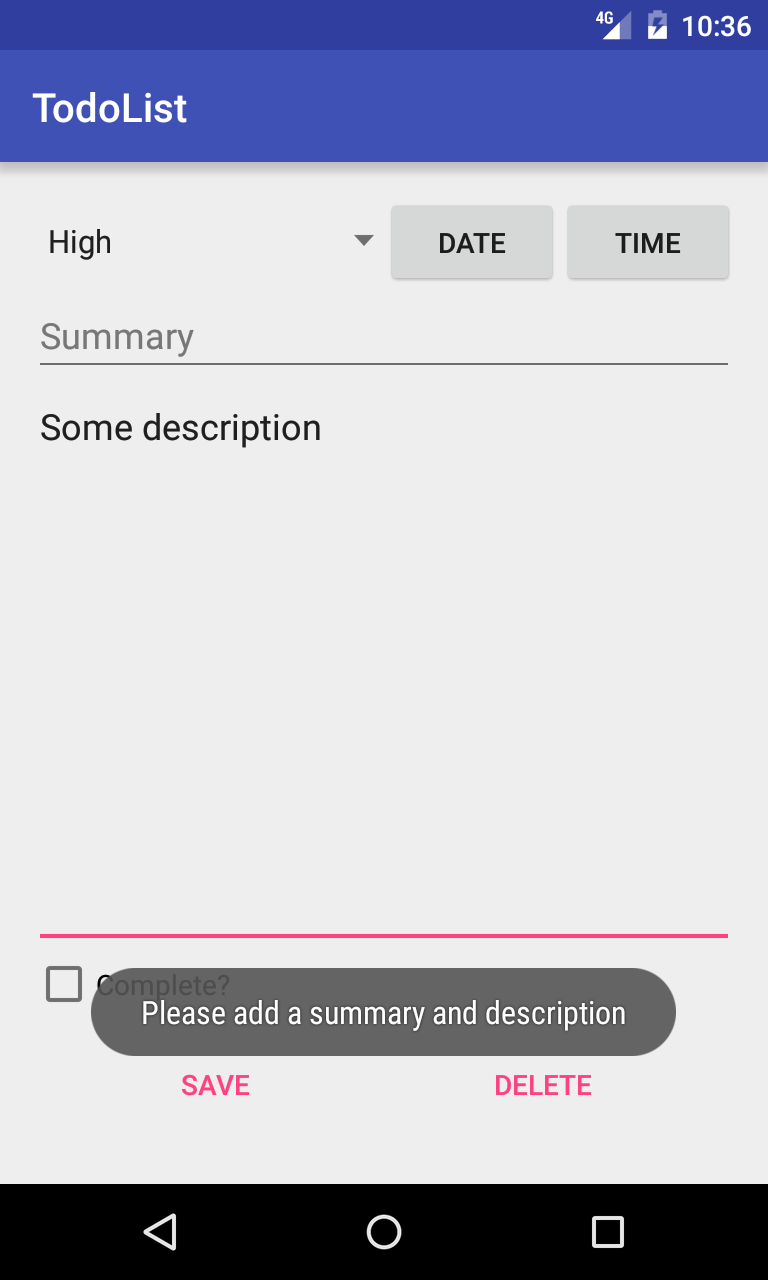 4G 10:36
TodoList
High DATE TIME
Summary
Some description
Complete?
Please add a summary and description
SAVE DELETE